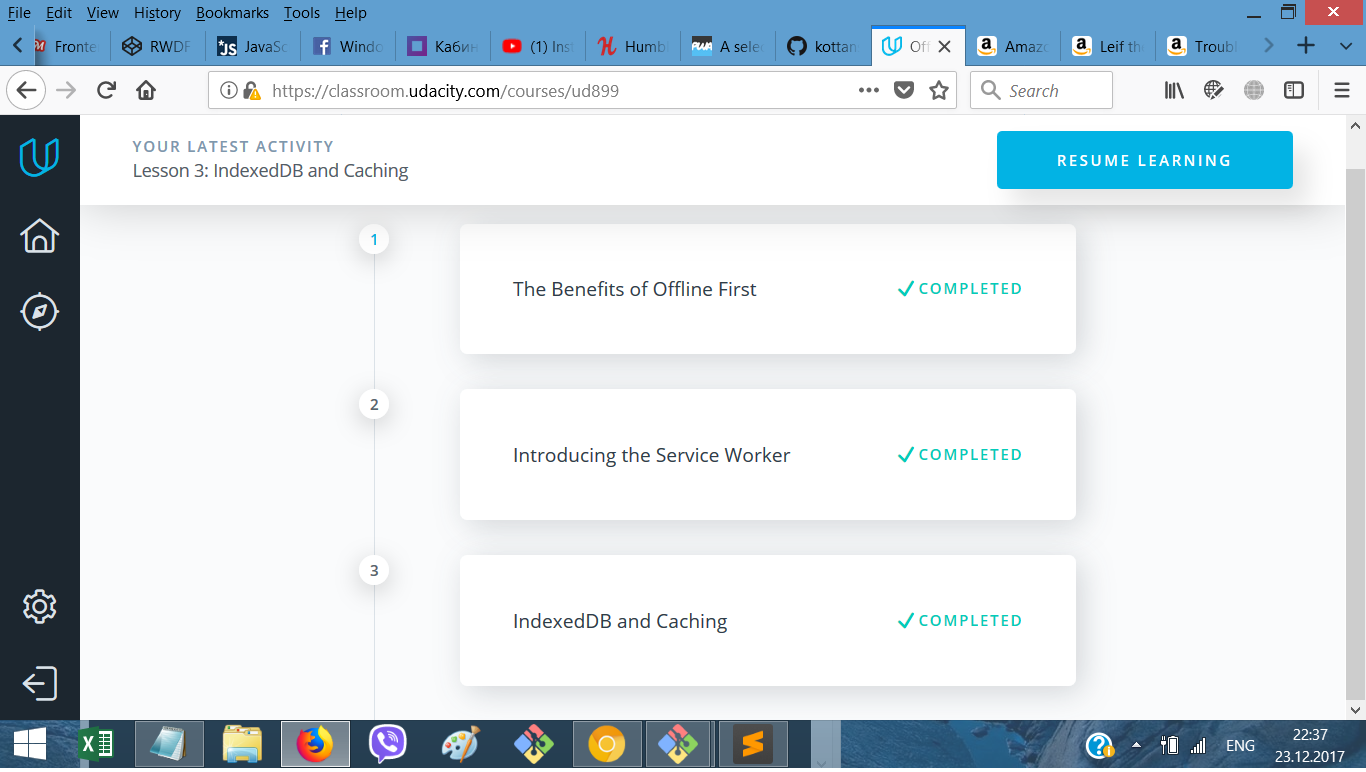 File Edit View History Bookmarks Tools Help
Fronte RWDF JavaSc Windo Кабин (1) Ins Humb A sele kottan Off Amazo Leif the Troubl
https://classroom.udacity.com/courses/ud899
Search
YOUR LATEST ACTIVITY
Lesson 3: IndexedDB and Caching
RESUME LEARNING
1
The Benefits of Offline First
COMPLETED
2
Introducing the Service Worker
COMPLETED
3
IndexedDB and Caching
COMPLETED
ENG
22:37
23.12.2017